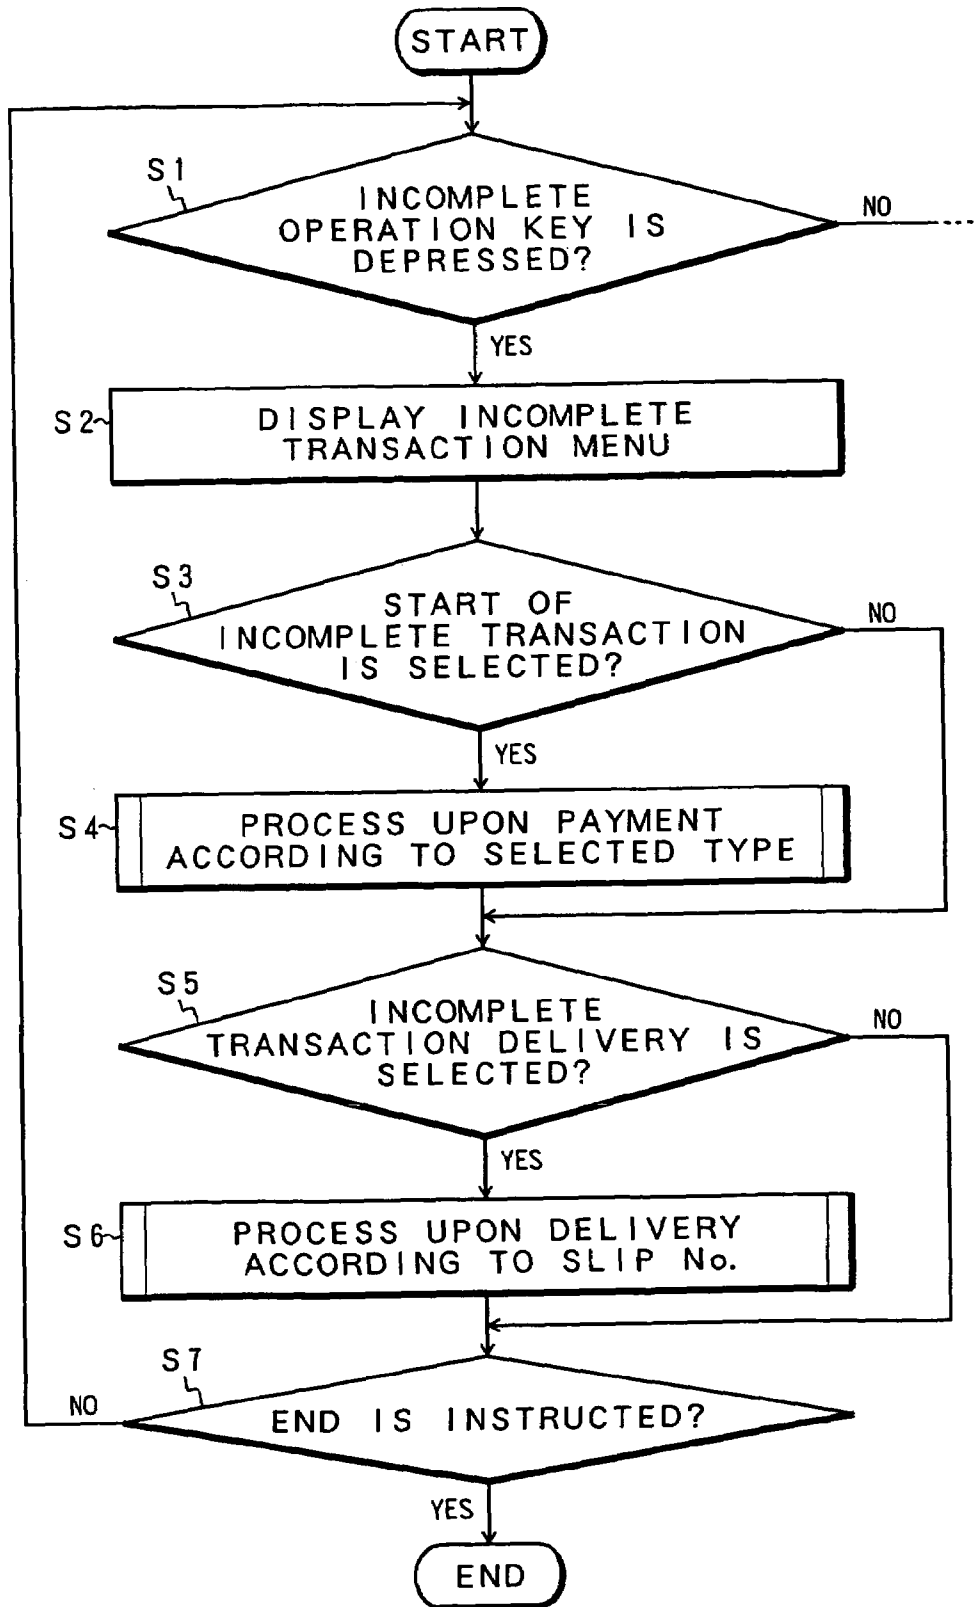 START
S1
INCOMPLETE
OPERATION KEY IS
DEPRESSED?
NO
YES
S2
DISPLAY INCOMPLETE
TRANSACTION MENU
S3
START OF
INCOMPLETE TRANSACTION
IS SELECTED?
NO
YES
S4
PROCESS UPON PAYMENT
ACCORDING TO SELECTED TYPE
S5
INCOMPLETE
TRANSACTION DELIVERY IS
SELECTED?
NO
YES
S6
PROCESS UPON DELIVERY
ACCORDING TO SLIP No.
S7
NO
END IS INSTRUCTED?
YES
END